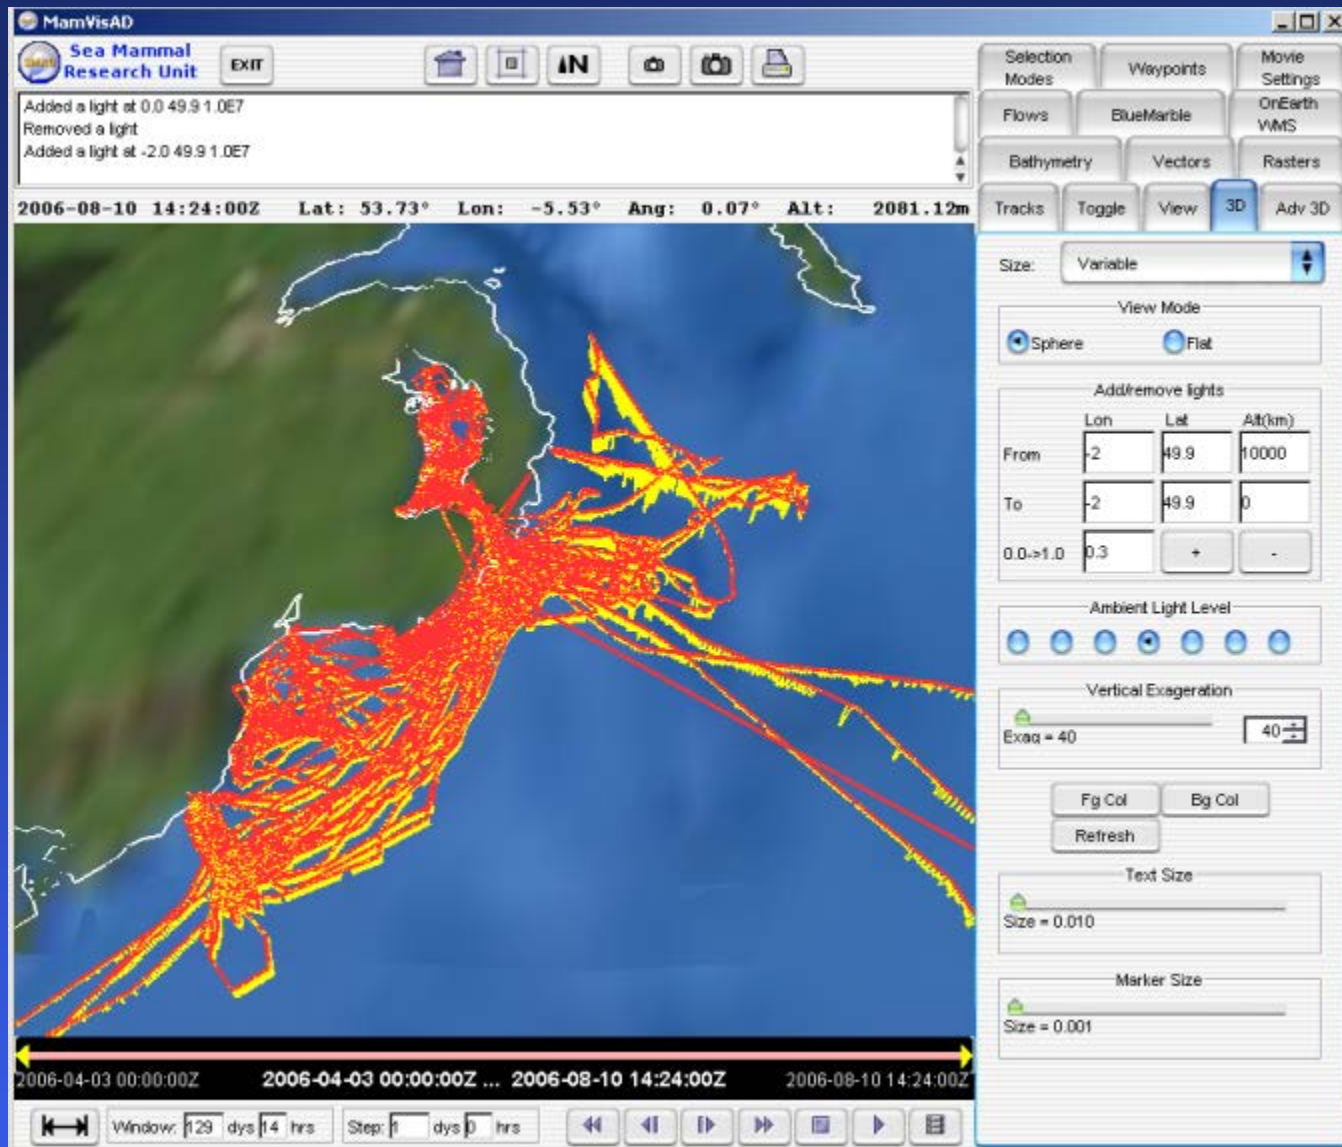 MamVisAD
Sea Mammal
Research Unit
EXIT
N
Added a light at 0.0 49.9 1.0E7
Removed a light
Added a light at -2.0 49.9 1.0E7
2006-08-10 14:24:00Z Lat: 53.73° Lon: -5.53° Ang: 0.07° Alt: 2081.12m
Selection
Modes
Waypoints
Movie
Settings
Flows
BlueMarble
OnEarth
WMS
Bathymetry
Vectors
Rasters
Tracks
Toggle
View
3D
Adv 3D
Size: Variable
View Mode
Sphere
Flat
Add/remove lights
Lon Lat Alt(km)
From -2 49.9 10000
To -2 49.9 0
0.0->1.0 0.3 + -
Ambient Light Level
Vertical Exageration
Exag = 40
40
Fg Col
Bg Col
Refresh
Text Size
Size = 0.010
Marker Size
Size = 0.001
2006-04-03 00:00:00Z 2006-04-03 00:00:00Z ... 2006-08-10 14:24:00Z 2006-08-10 14:24:00Z
Window: 129 dys 14 hrs Step: 1 dys 0 hrs